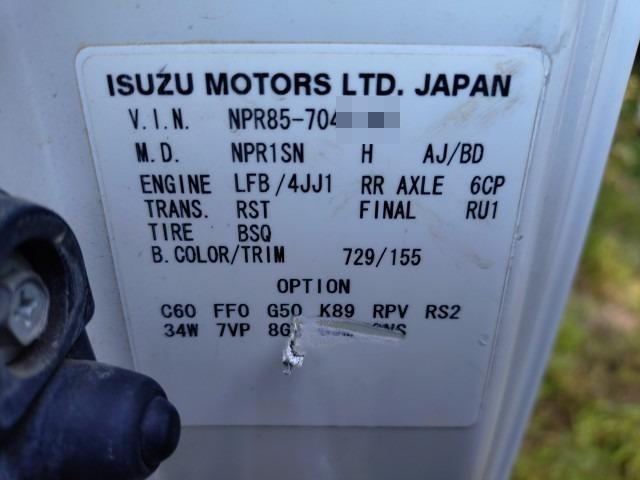 ISUZU MOTORS LTD. JAPAN
V.I.N. NPR85-704
M.D. NPR1SN H AJ/BD
ENGINE LFB/4JJ1 RR AXLE 6CP
TRANS. RST FINAL RU1
TIRE BSQ
B.COLOR/TRIM 729/155
OPTION
C60 FF0 G50 K89 RPV RS2
34W 7VP